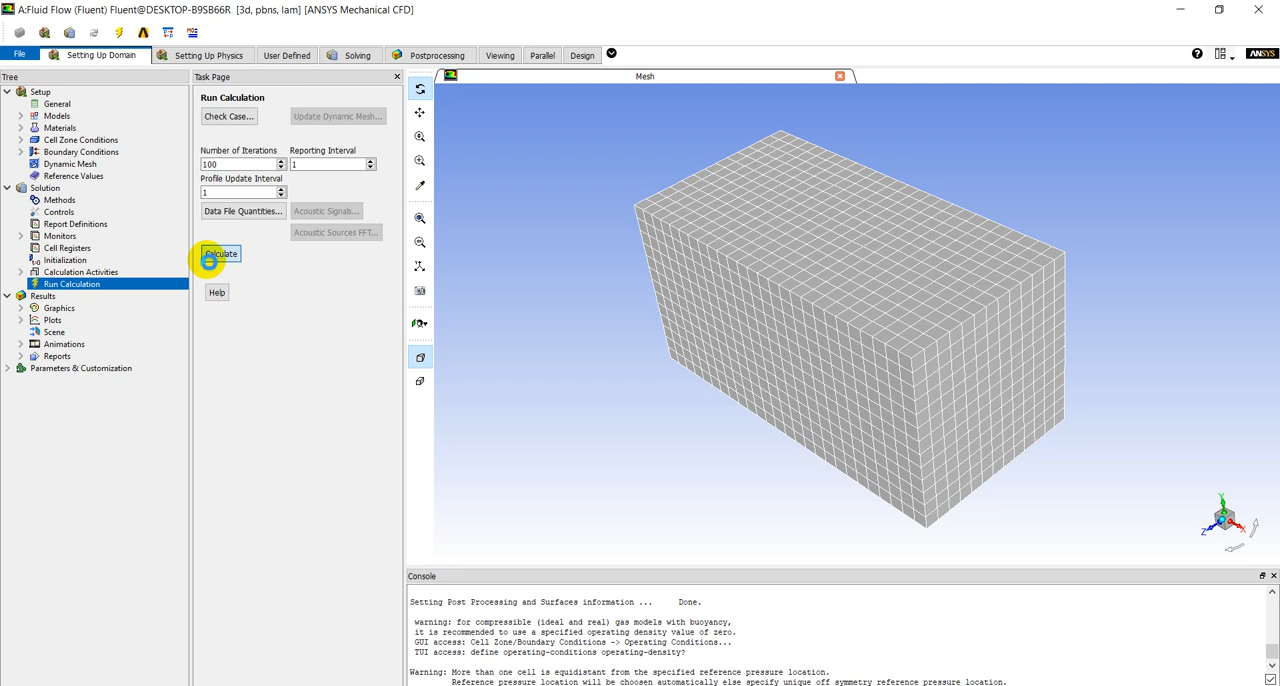 A:Fluid Flow (Fluent) Fluent@DESKTOP-B9SB66R [3d, pbns, lam] [ANSYS Mechanical CFD]
File
Setting Up Domain
Setting Up Physics
User Defined
Solving
Postprocessing
Viewing
Parallel
Design
ANSYS
Tree
Setup
General
Models
Materials
Cell Zone Conditions
Boundary Conditions
Dynamic Mesh
Reference Values
Solution
Methods
Controls
Report Definitions
Monitors
Cell Registers
Initialization
Calculation Activities
Run Calculation
Results
Graphics
Plots
Scene
Animations
Reports
Parameters & Customization
Task Page
Run Calculation
Check Case...
Update Dynamic Mesh...
Number of Iterations
Reporting Interval
100
1
Profile Update Interval
1
Data File Quantities...
Acoustic Signals...
Acoustic Sources FFT...
Calculate
Help
Mesh
Y
Z
X
Console
Setting Post Processing and Surfaces information ... Done.
warning: for compressible (ideal and real) gas models with buoyancy,
it is recommended to use a specified operating density value of zero.
GUI access: Cell Zone/Boundary Conditions -> Operating Conditions...
TUI access: define operating-conditions operating-density?
Warning: More than one cell is equidistant from the specified reference pressure location.
Reference pressure location will be choosen automatically else specify unique off symmetry reference pressure location.